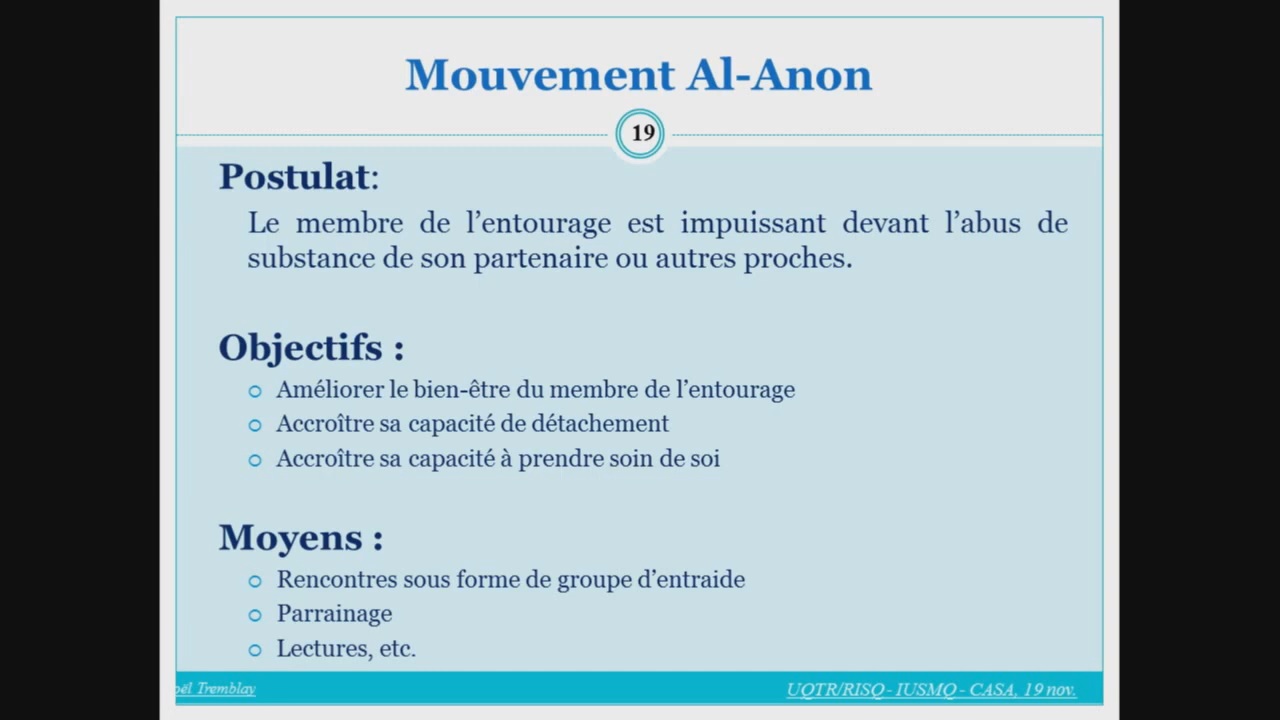 Mouvement Al-Anon
19
Postulat:
Le membre de l’entourage est impuissant devant l’abus de
substance de son partenaire ou autres proches.
Objectifs :
Améliorer le bien-être du membre de l’entourage
Accroître sa capacité de détachement
Accroître sa capacité à prendre soin de soi
Moyens :
Rencontres sous forme de groupe d’entraide
Parrainage
Lectures, etc.
oël Tremblay
UQTR/RISQ - IUSMQ - CASA, 19 nov.